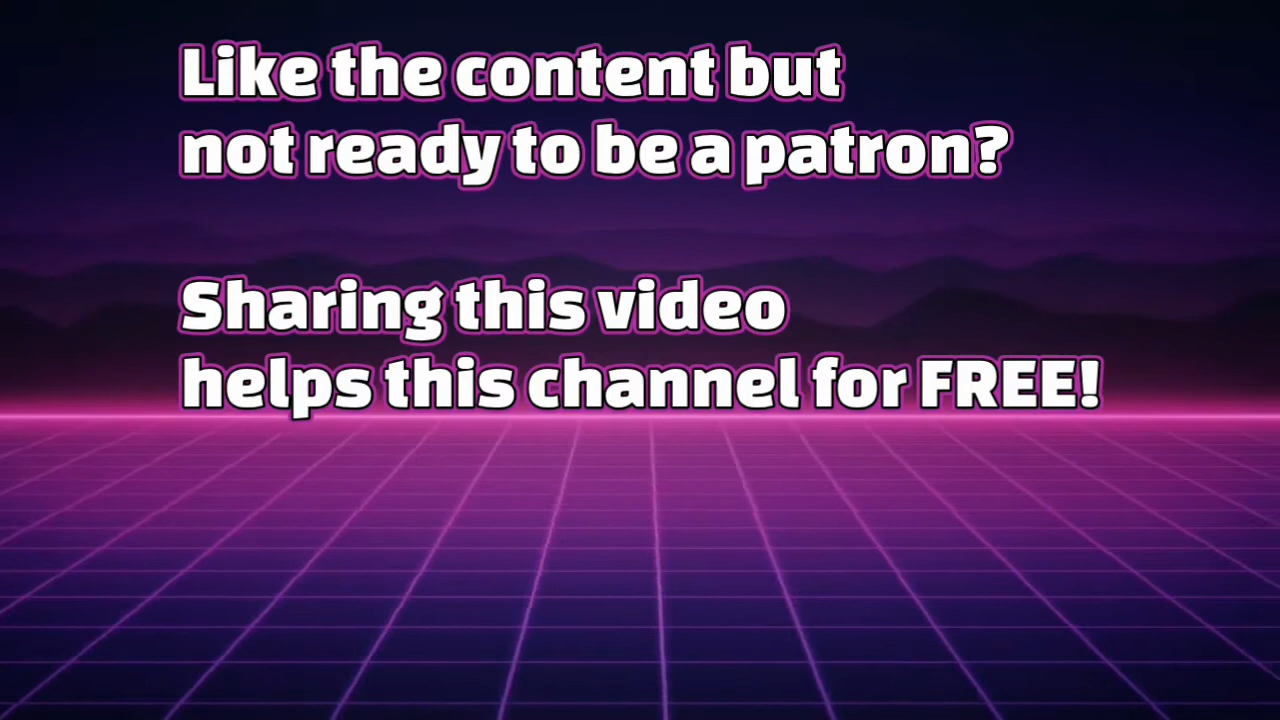 Like the content but
not ready to be a patron?
Sharing this video
helps this channel for FREE!